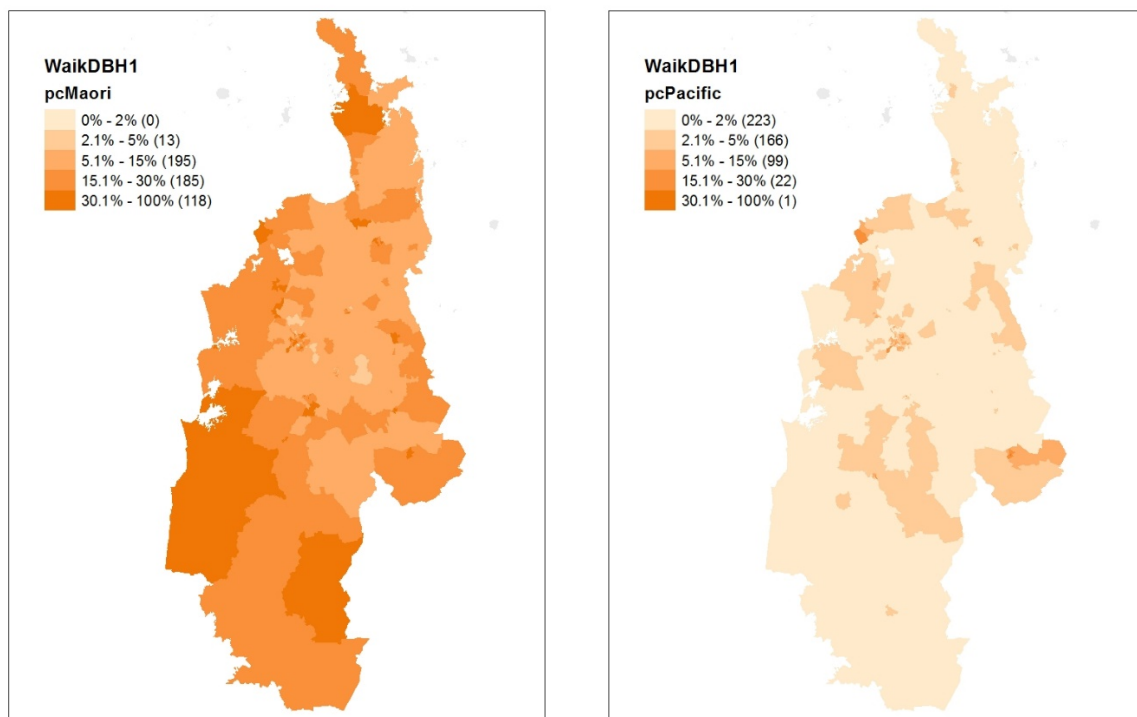 WaikDBH1
pcMaori
0% - 2% (0)
2.1% - 5% (13)
5.1% - 15% (195)
15.1% - 30% (185)
30.1% - 100% (118)
WaikDBH1
pcPacific
0% - 2% (223)
2.1% - 5% (166)
5.1% - 15% (99)
15.1% - 30% (22)
30.1% - 100% (1)